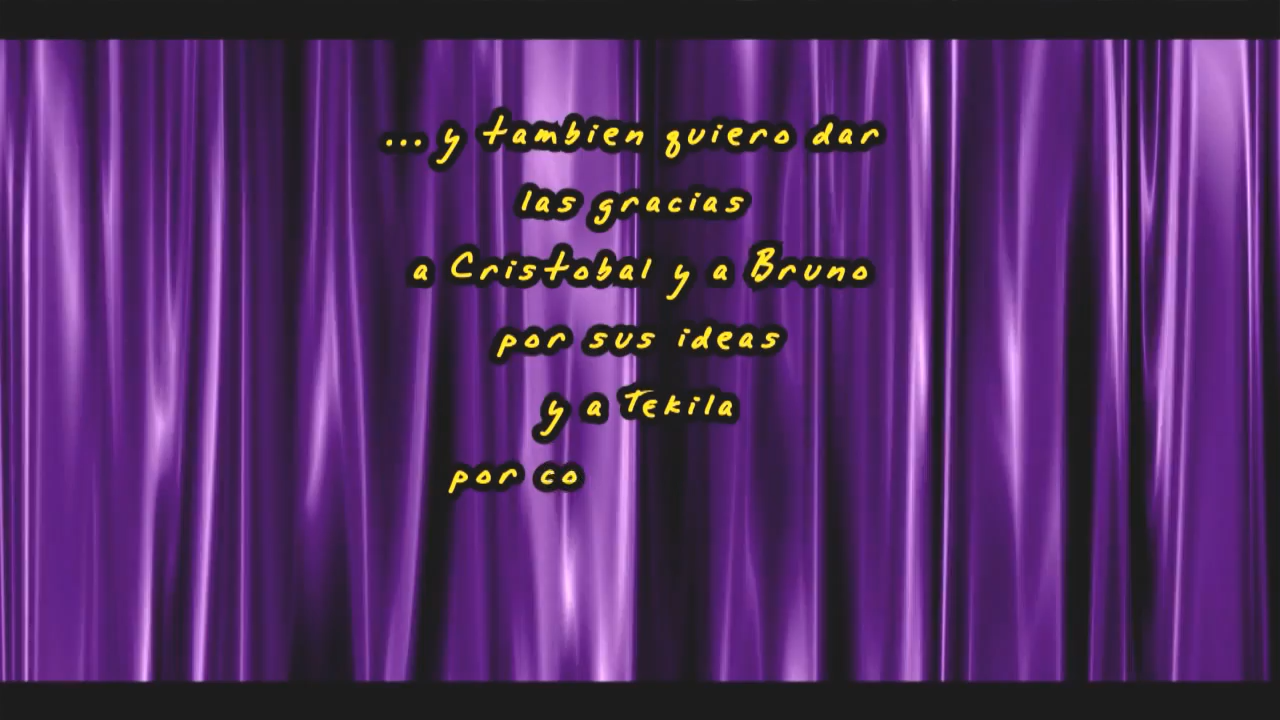 ... y tambien quiero dar
las gracias
a Cristobal y a Bruno
por sus ideas
y a Tekila
por co